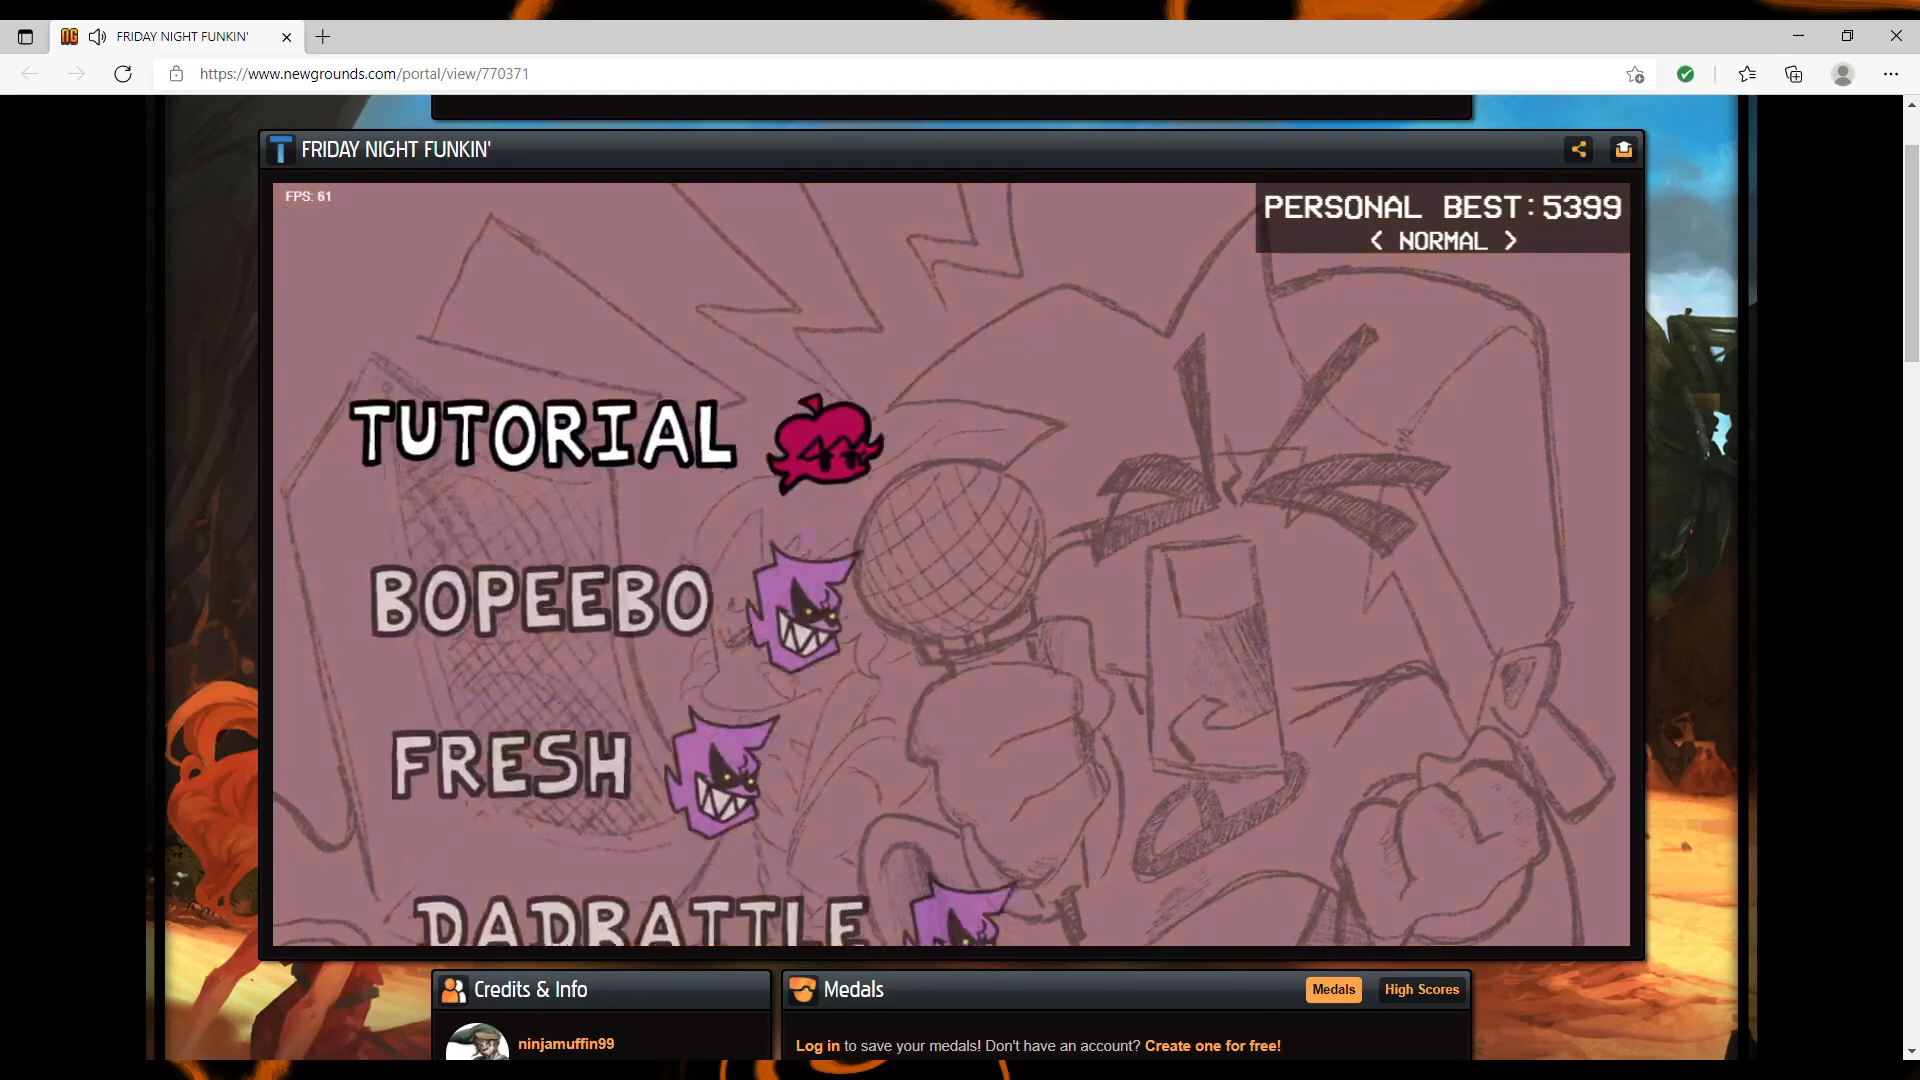 FRIDAY NIGHT FUNKIN'
https://www.newgrounds.com/portal/view/770371
FRIDAY NIGHT FUNKIN'
FPS: 61
PERSONAL BEST:5399
< NORMAL >
TUTORIAL
BOPEEBO
FRESH
DADBATTLE
Credits & Info
Medals
Medals
High Scores
ninjamuffin99
Log in to save your medals! Don't have an account? Create one for free!